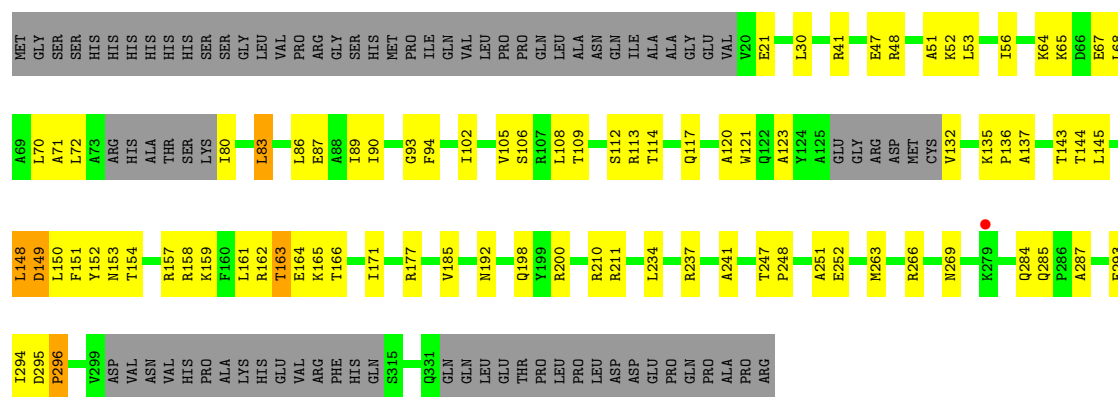 MET GLY SER SER HIS HIS HIS HIS HIS HIS SER SER GLY LEU VAL PRO ARG GLY SER HIS MET PRO ILE GLN VAL LEU PRO PRO GLN LEU ALA ASN GLN ILE ALA ALA GLY GLU VAL V20 E21 L30 R41 E47 R48 A51 K52 L53 I56 K64 K65 D66 E67 L68
A69 L70 A71 L72 A73 ARG HIS ALA THR SER LYS I80 L83 L86 E87 A88 I89 I90 G93 F94 I102 V105 S106 R107 L108 T109 S112 R113 T114 Q117 A120 W121 Q122 A123 Y124 A125 GLU GLY ARG ASP MET CYS V132 K135 P136 A137 T143 T144 L145
L148 D149 L150 F151 Y152 N153 T154 R157 R158 K159 F160 L161 R162 T163 E164 K165 T166 I171 R177 V185 N192 Q198 Y199 R200 R210 R211 L234 R237 A241 T247 P248 A251 E252 M263 R266 N269 K279 Q284 Q285 P286 A287
I294 D295 P296 V299 ASP VAL ASN VAL HIS PRO ALA LYS HIS GLU VAL ARG PHE HIS GLN S315 Q331 GLN GLN LEU GLU THR PRO LEU PRO LEU ASP ASP GLU PRO GLN PRO ALA PRO ARG